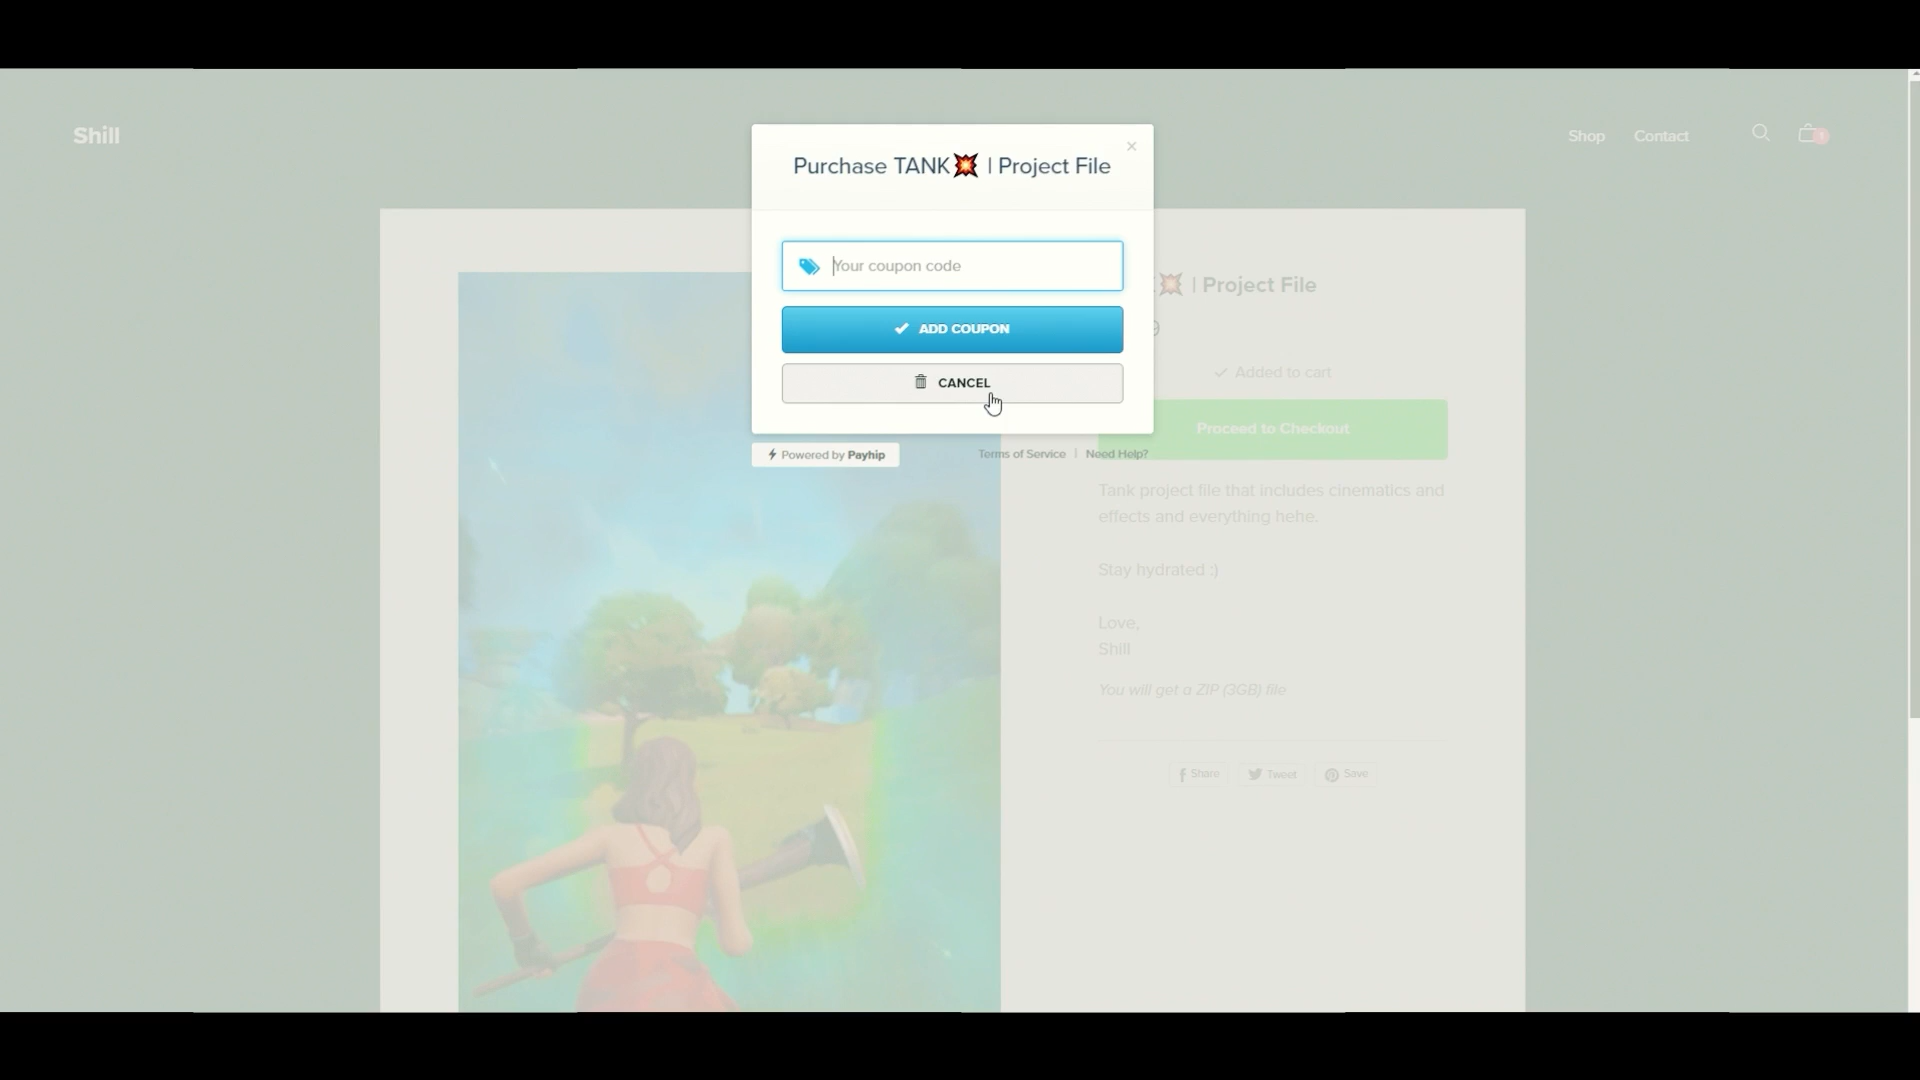 Shill
Shop
Contact
1
Purchase TANK💥 | Project File
×
Your coupon code
ADD COUPON
CANCEL
Powered by Payhip
Terms of Service | Need Help?
💥 | Project File
9
Added to cart
Proceed to Checkout
Tank project file that includes cinematics and
effects and everything hehe.
Stay hydrated :)
Love,
Shill
You will get a ZIP (3GB) file
Share
Tweet
Save